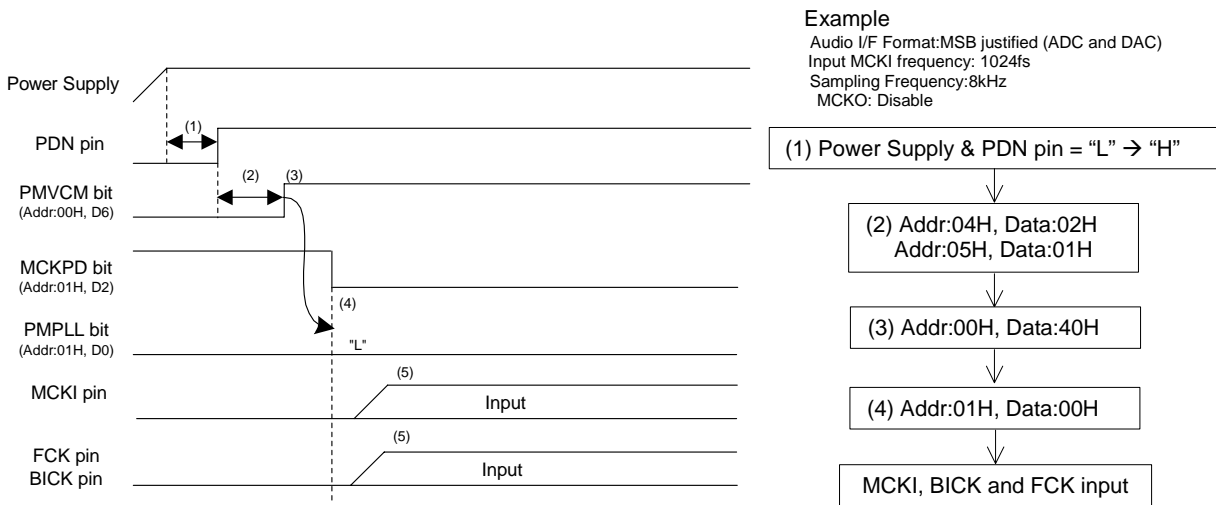 Example
Audio I/F Format:MSB justified (ADC and DAC)
Input MCKI frequency: 1024fs
Sampling Frequency:8kHz
MCKO: Disable
Power Supply
(1)
PDN pin
(2)
(3)
PMVCM bit
(Addr:00H, D6)
MCKPD bit
(Addr:01H, D2)
(4)
PMPLL bit
(Addr:01H, D0)
"L"
(5)
MCKI pin
Input
(5)
FCK pin
BICK pin
Input
(1) Power Supply & PDN pin = “L” → “H”
(2) Addr:04H, Data:02H
Addr:05H, Data:01H
(3) Addr:00H, Data:40H
(4) Addr:01H, Data:00H
MCKI, BICK and FCK input